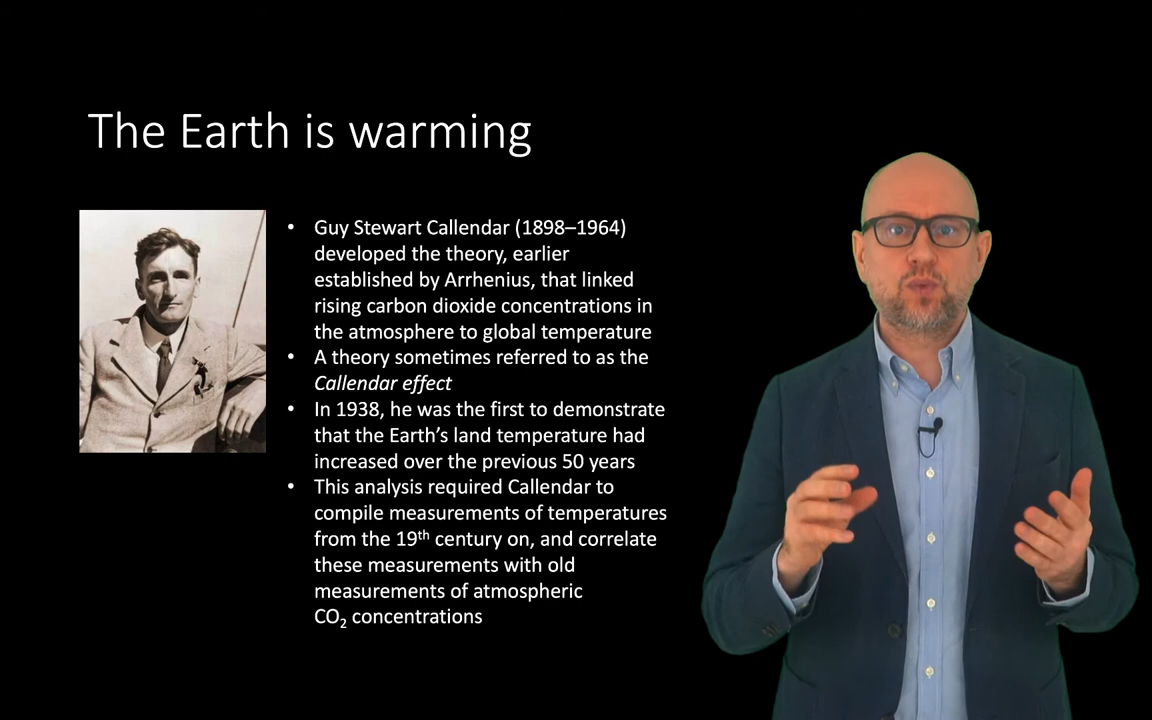 The Earth is warming
• Guy Stewart Callendar (1898–1964)
developed the theory, earlier
established by Arrhenius, that linked
rising carbon dioxide concentrations in
the atmosphere to global temperature
• A theory sometimes referred to as the
Callendar effect
• In 1938, he was the first to demonstrate
that the Earth’s land temperature had
increased over the previous 50 years
• This analysis required Callendar to
compile measurements of temperatures
from the 19th century on, and correlate
these measurements with old
measurements of atmospheric
CO₂ concentrations